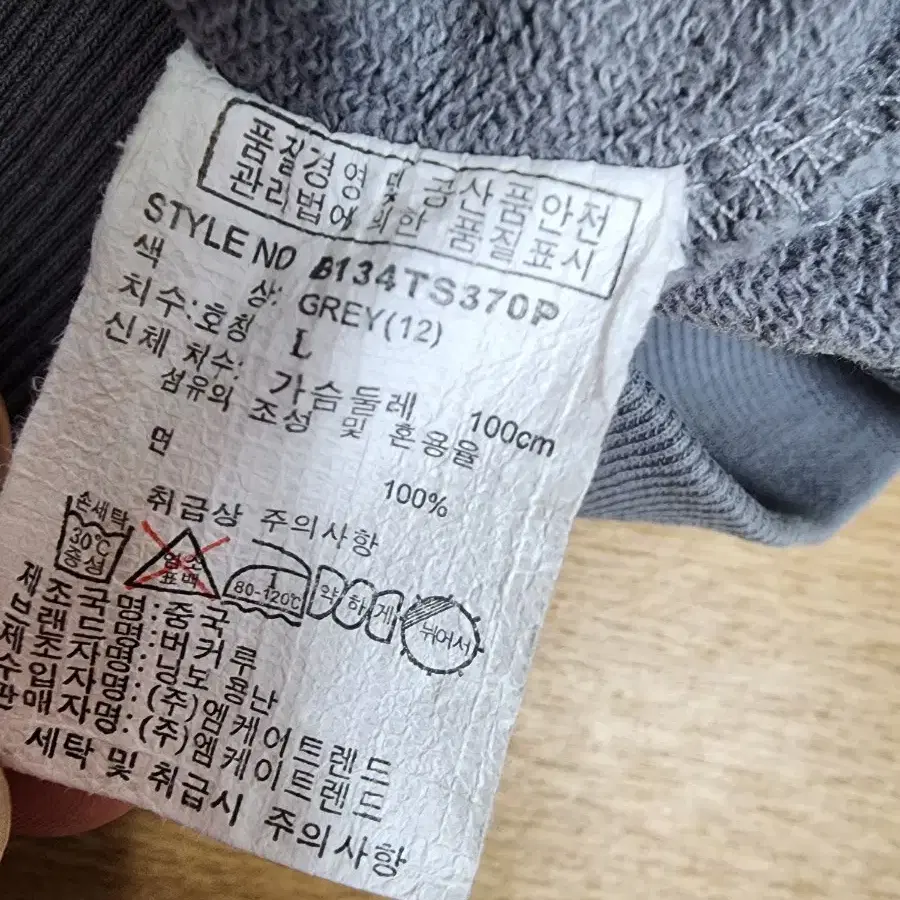 품질경영 및 공산품안전
관리법에 의한 품질표시
STYLE NO B134TS370P
색 상: GREY(12)
치수:호칭 L
신체 치수: 가슴둘레 100cm
섬유의 조성 및 혼용율
면 100%
취급상 주의사항
손세탁
30℃
중성
염소
표백
80-120℃
약하게
뉘어서
제조국명:중국
브랜드명:버커루
제조자명:닝보 용난
수입자명:(주)엠케이트렌드
판매자명:(주)엠케이트렌드
세탁 및 취급시 주의사항